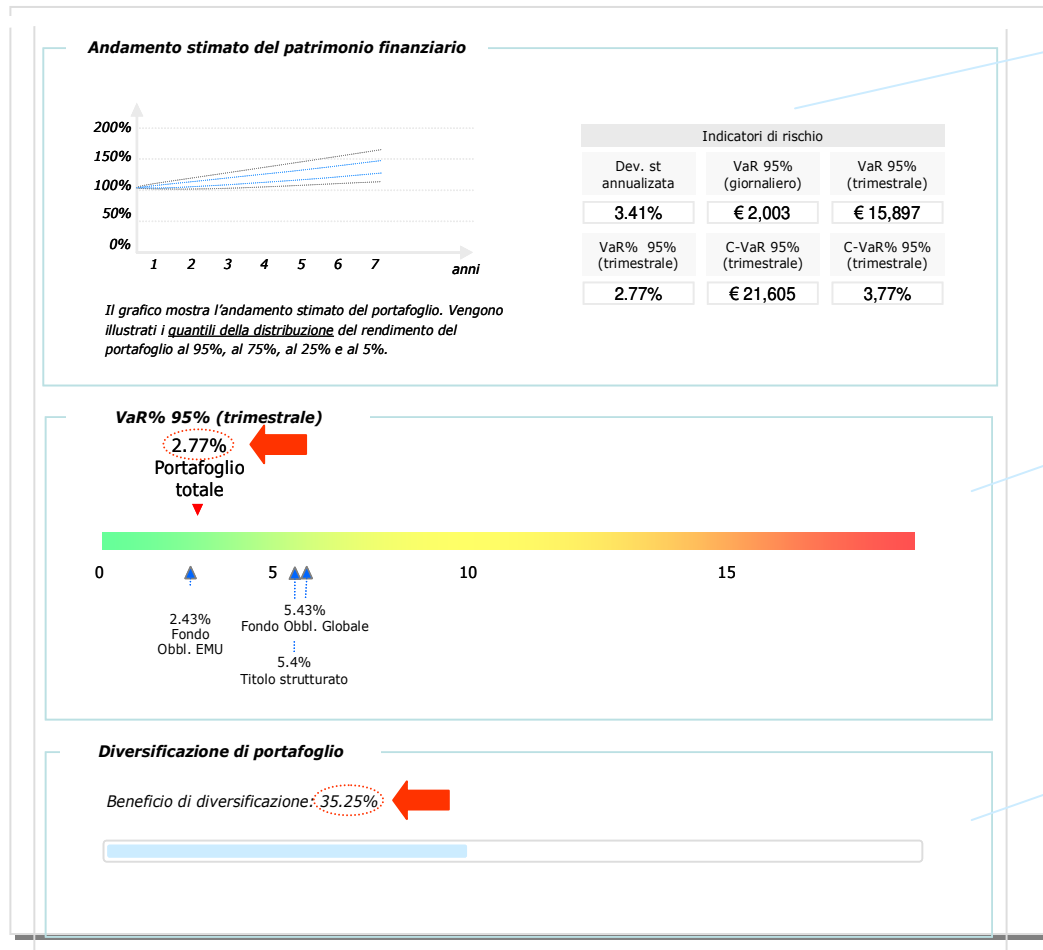 Andamento stimato del patrimonio finanziario
200%
150%
100%
50%
0%
1 2 3 4 5 6 7
anni
Il grafico mostra l'andamento stimato del portafoglio. Vengono
illustrati i quantili della distribuzione del rendimento del
portafoglio al 95%, al 75%, al 25% e al 5%.
Indicatori di rischio
Dev. st
annualizata
VaR 95%
(giornaliero)
VaR 95%
(trimestrale)
3.41%
€ 2,003
€ 15,897
VaR% 95%
(trimestrale)
C-VaR 95%
(trimestrale)
C-VaR% 95%
(trimestrale)
2.77%
€ 21,605
3,77%
VaR% 95% (trimestrale)
2.77%
Portafoglio
totale
0 5 10 15
2.43%
Fondo
Obbl. EMU
5.43%
Fondo Obbl. Globale
5.4%
Titolo strutturato
Diversificazione di portafoglio
Beneficio di diversificazione: 35.25%